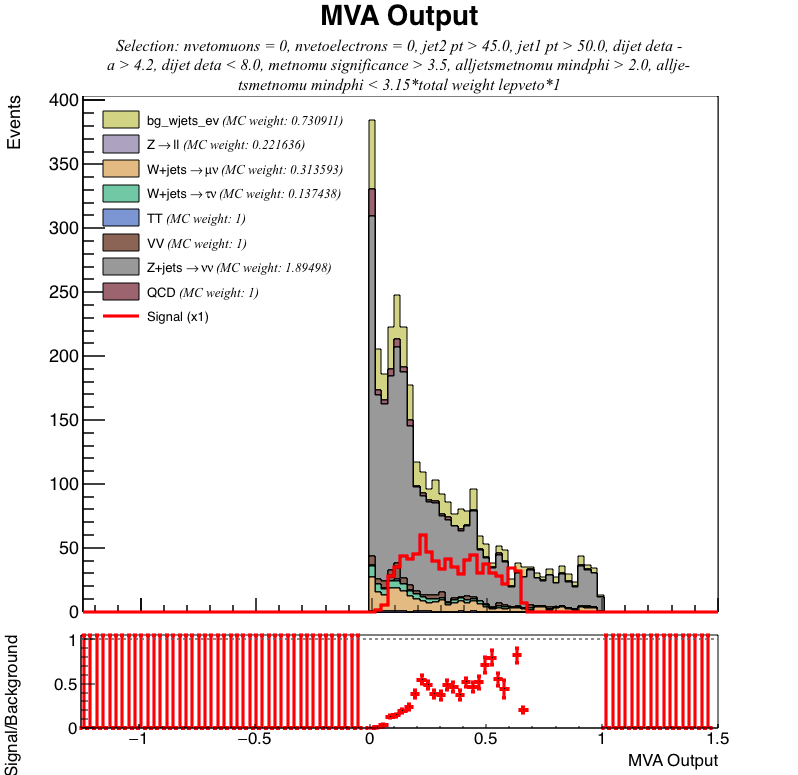 MVA Output
Selection: nvetomuons = 0, nvetoelectrons = 0, jet2 pt > 45.0, jet1 pt > 50.0, dijet deta -
a > 4.2, dijet deta < 8.0, metnomu significance > 3.5, alljetsmetnomu mindphi > 2.0, allje-
tsmetnomu mindphi < 3.15*total weight lepveto*1
Events
400
350
300
250
200
150
100
50
0
bg_wjets_ev (MC weight: 0.730911)
Z→ll (MC weight: 0.221636)
W+jets→μν (MC weight: 0.313593)
W+jets→τν (MC weight: 0.137438)
TT (MC weight: 1)
VV (MC weight: 1)
Z+jets→νν (MC weight: 1.89498)
QCD (MC weight: 1)
Signal (x1)
Signal/Background
1
0.5
0
−1 −0.5 0 0.5 1 1.5
MVA Output